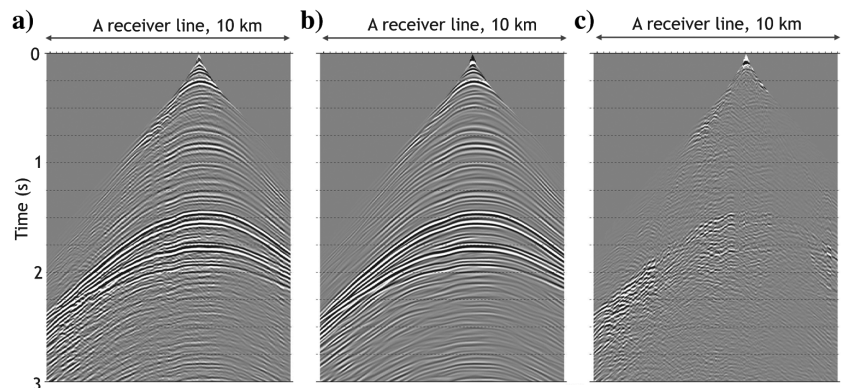 a) A receiver line, 10 km
b) A receiver line, 10 km
c) A receiver line, 10 km
Time (s)
0
1
2
3